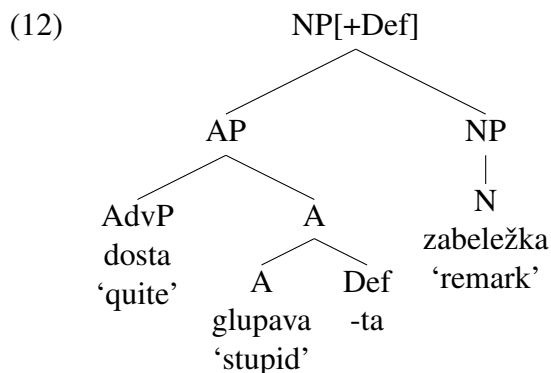 (12) NP[+Def]
AP NP
AdvP A N
dosta zabeležka
‘quite’ A Def ‘remark’
glupava -ta
‘stupid’